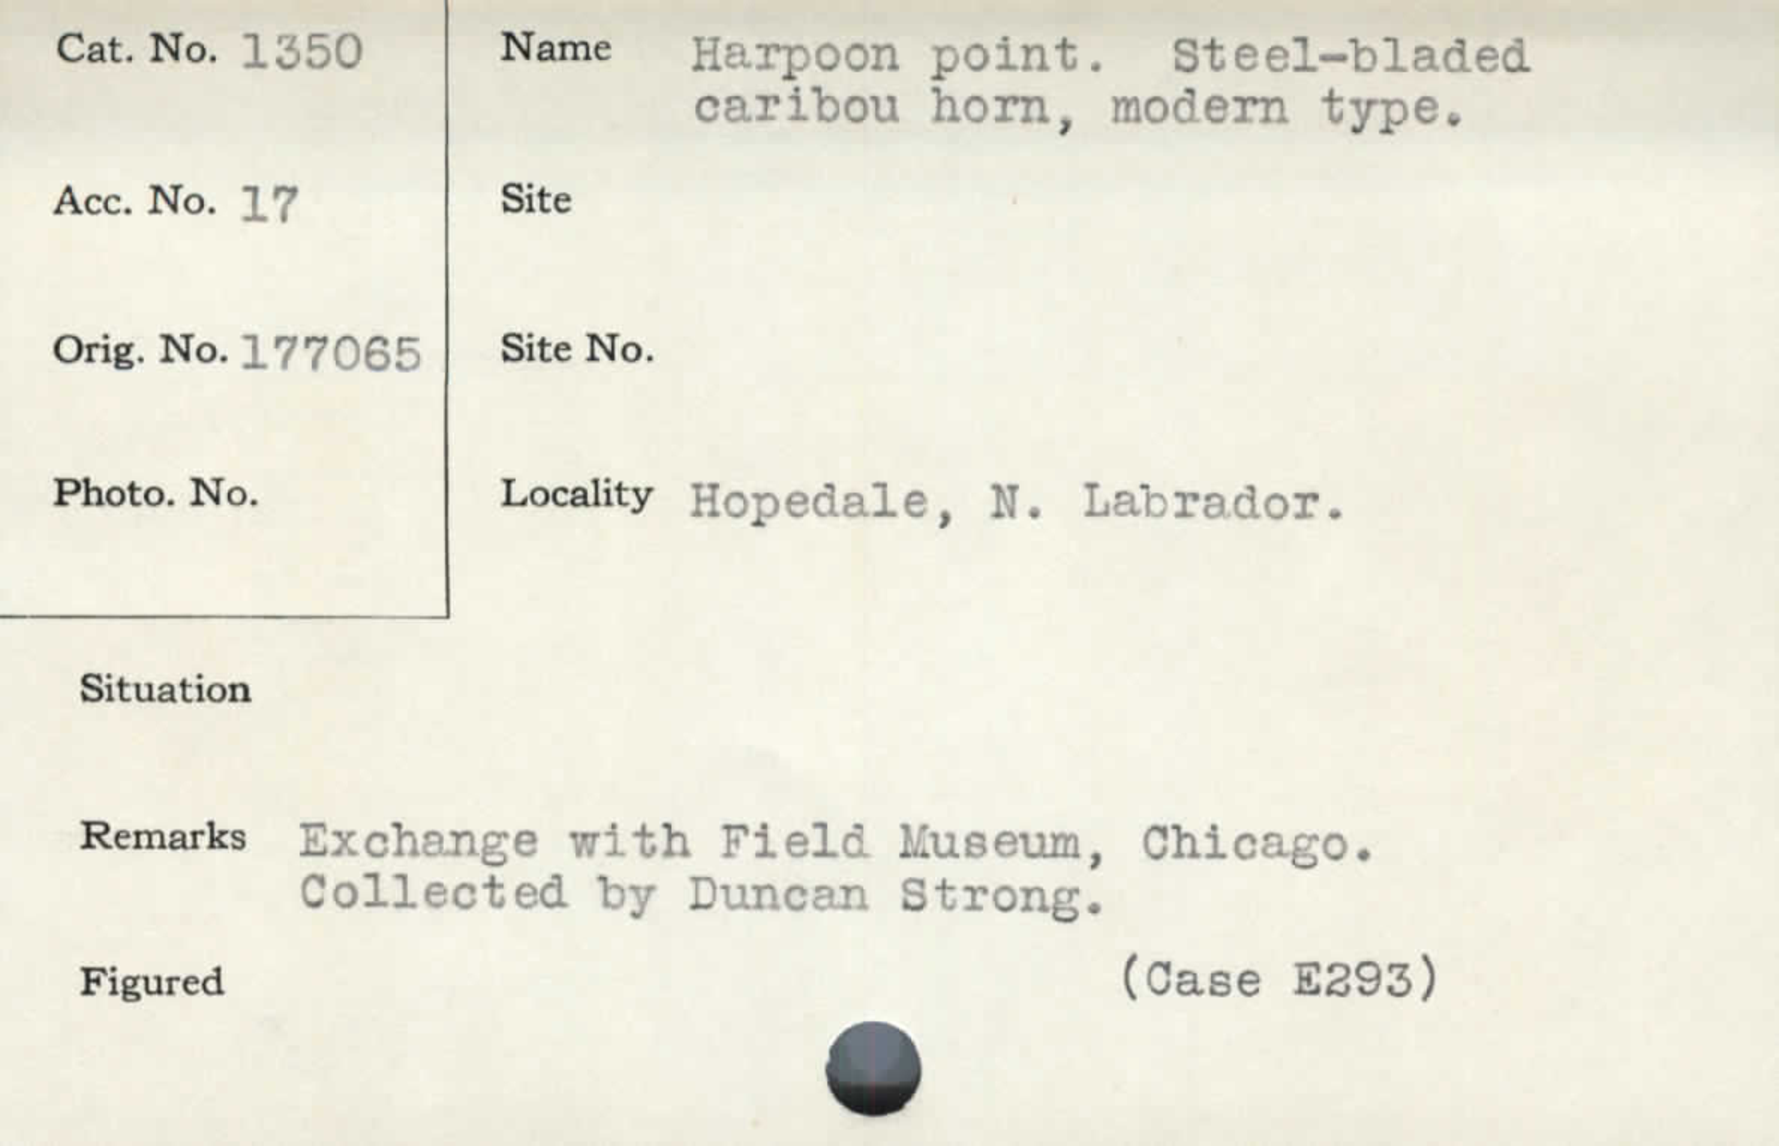 Cat. No. 1350
Name Harpoon point. Steel-bladed
caribou horn, modern type.
Acc. No. 17
Site
Orig. No. 177065
Site No.
Photo. No.
Locality Hopedale, N. Labrador.
Situation
Remarks Exchange with Field Museum, Chicago.
Collected by Duncan Strong.
Figured
(Case E293)